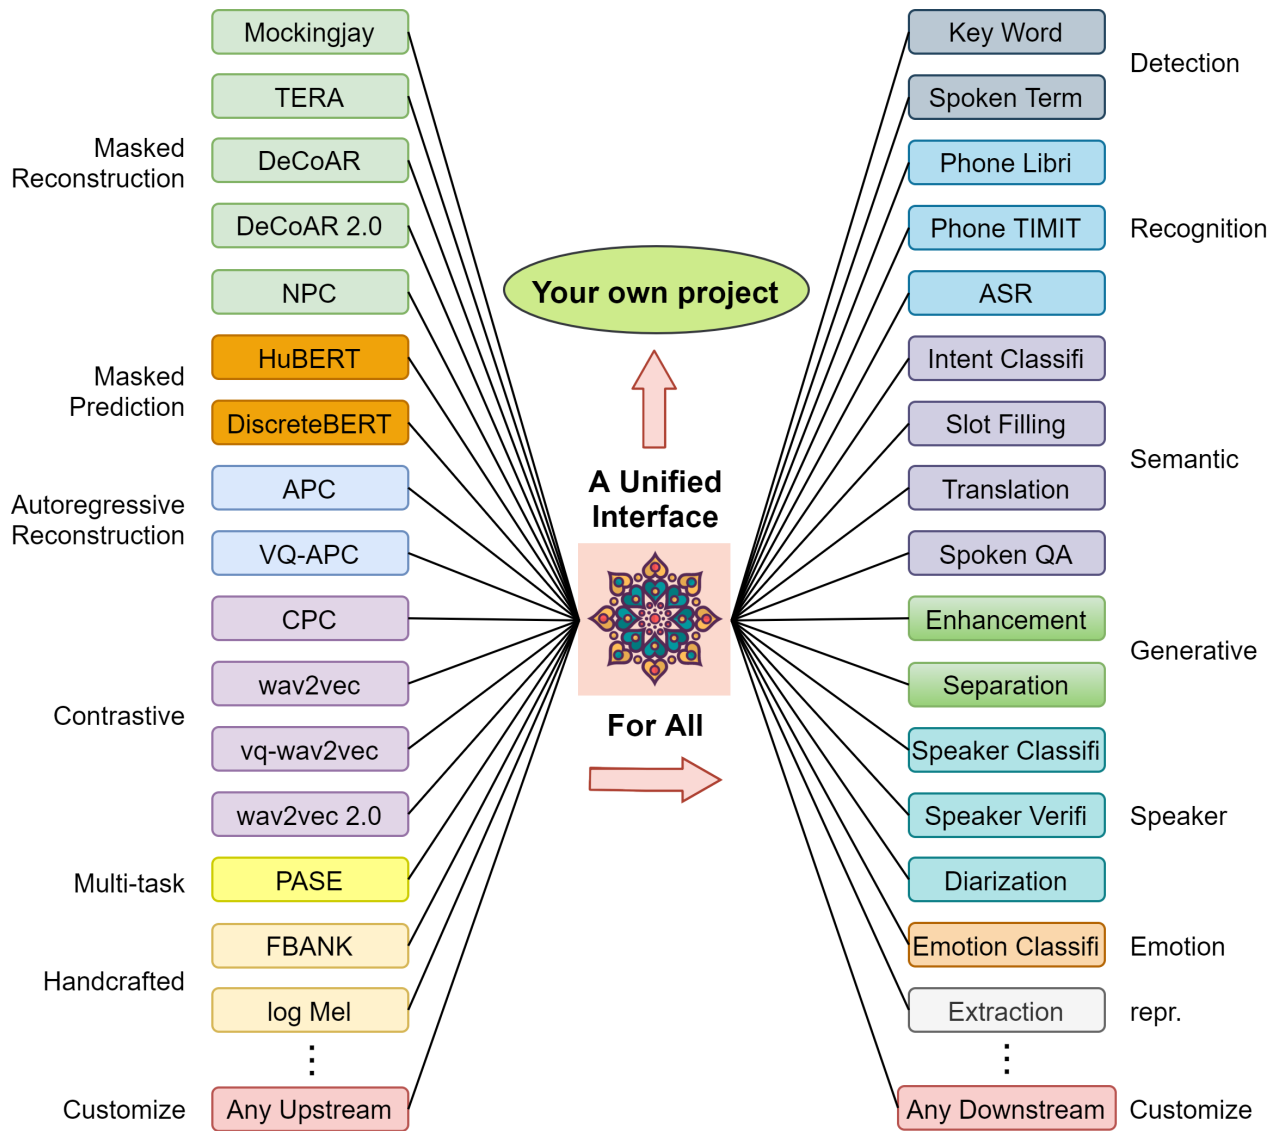 Mockingjay
TERA
Masked
Reconstruction
DeCoAR
DeCoAR 2.0
NPC
HuBERT
Masked
Prediction
DiscreteBERT
APC
Autoregressive
Reconstruction
VQ-APC
CPC
wav2vec
Contrastive
vq-wav2vec
wav2vec 2.0
Multi-task
PASE
FBANK
Handcrafted
log Mel
Customize
Any Upstream
Your own project
A Unified
Interface
For All
Key Word
Detection
Spoken Term
Phone Libri
Phone TIMIT
Recognition
ASR
Intent Classifi
Slot Filling
Semantic
Translation
Spoken QA
Enhancement
Generative
Separation
Speaker Classifi
Speaker Verifi
Speaker
Diarization
Emotion Classifi
Emotion
Extraction
repr.
Any Downstream
Customize